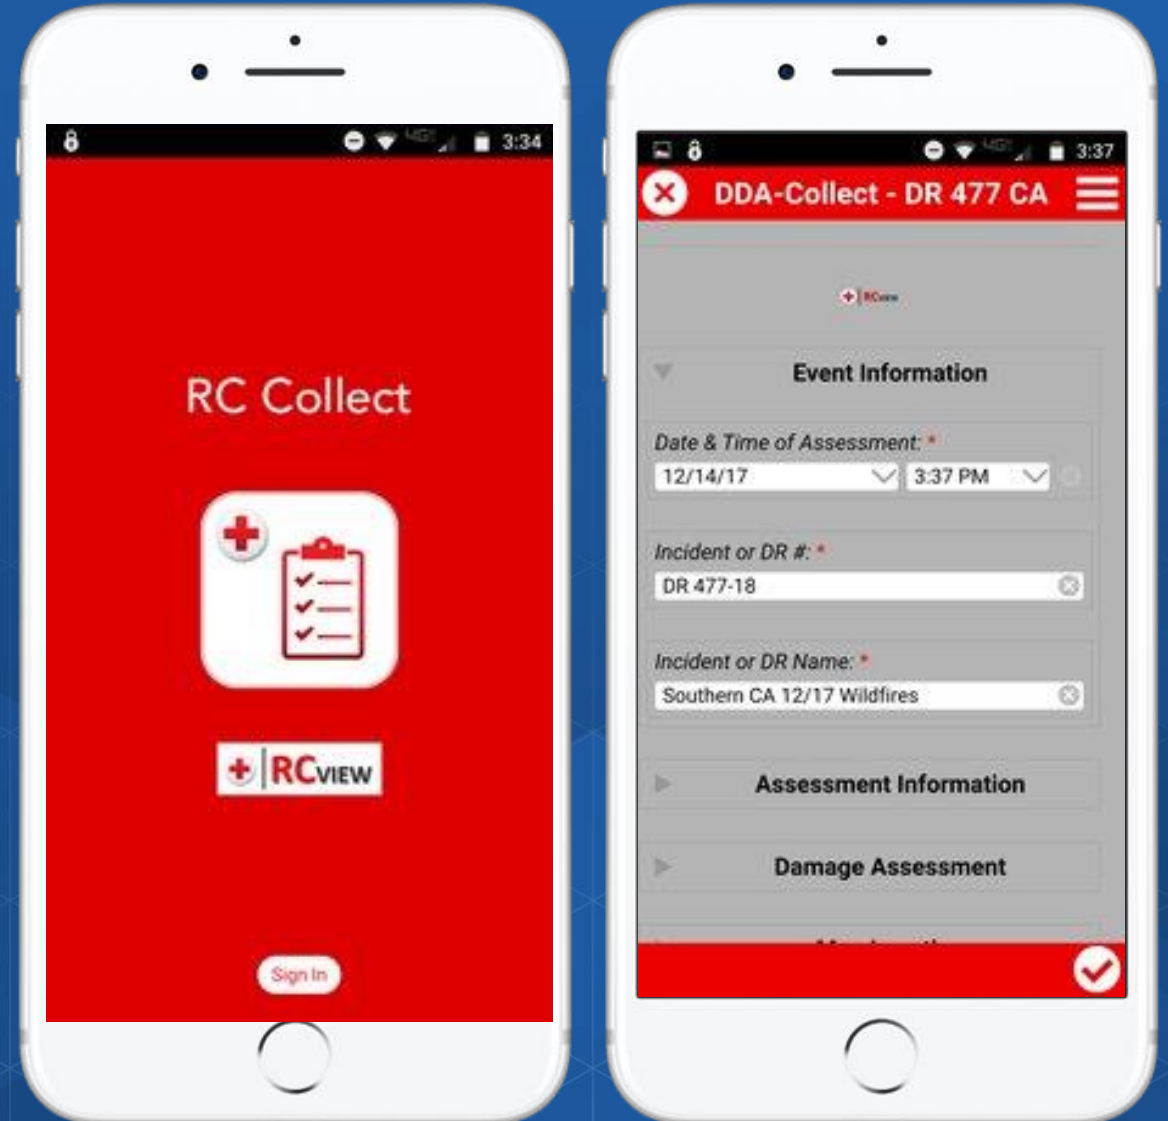 3:34
RC Collect
RCVIEW
Sign In
3:37
DDA-Collect - DR 477 CA
RCVIEW
Event Information
Date & Time of Assessment: *
12/14/17 3:37 PM
Incident or DR #: *
DR 477-18
Incident or DR Name: *
Southern CA 12/17 Wildfires
Assessment Information
Damage Assessment